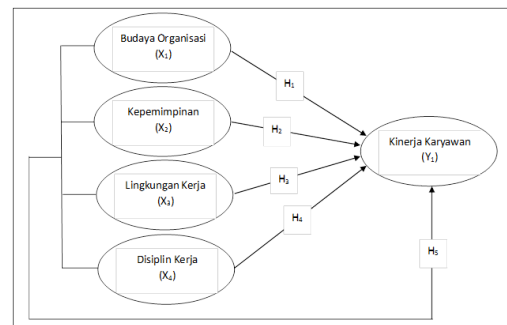 Budaya Organisasi
(X₁)
H₁
Kepemimpinan
(X₂)
H₂
Kinerja Karyawan
(Y₁)
Lingkungan Kerja
(X₃)
H₃
H₄
Disiplin Kerja
(X₄)
H₅